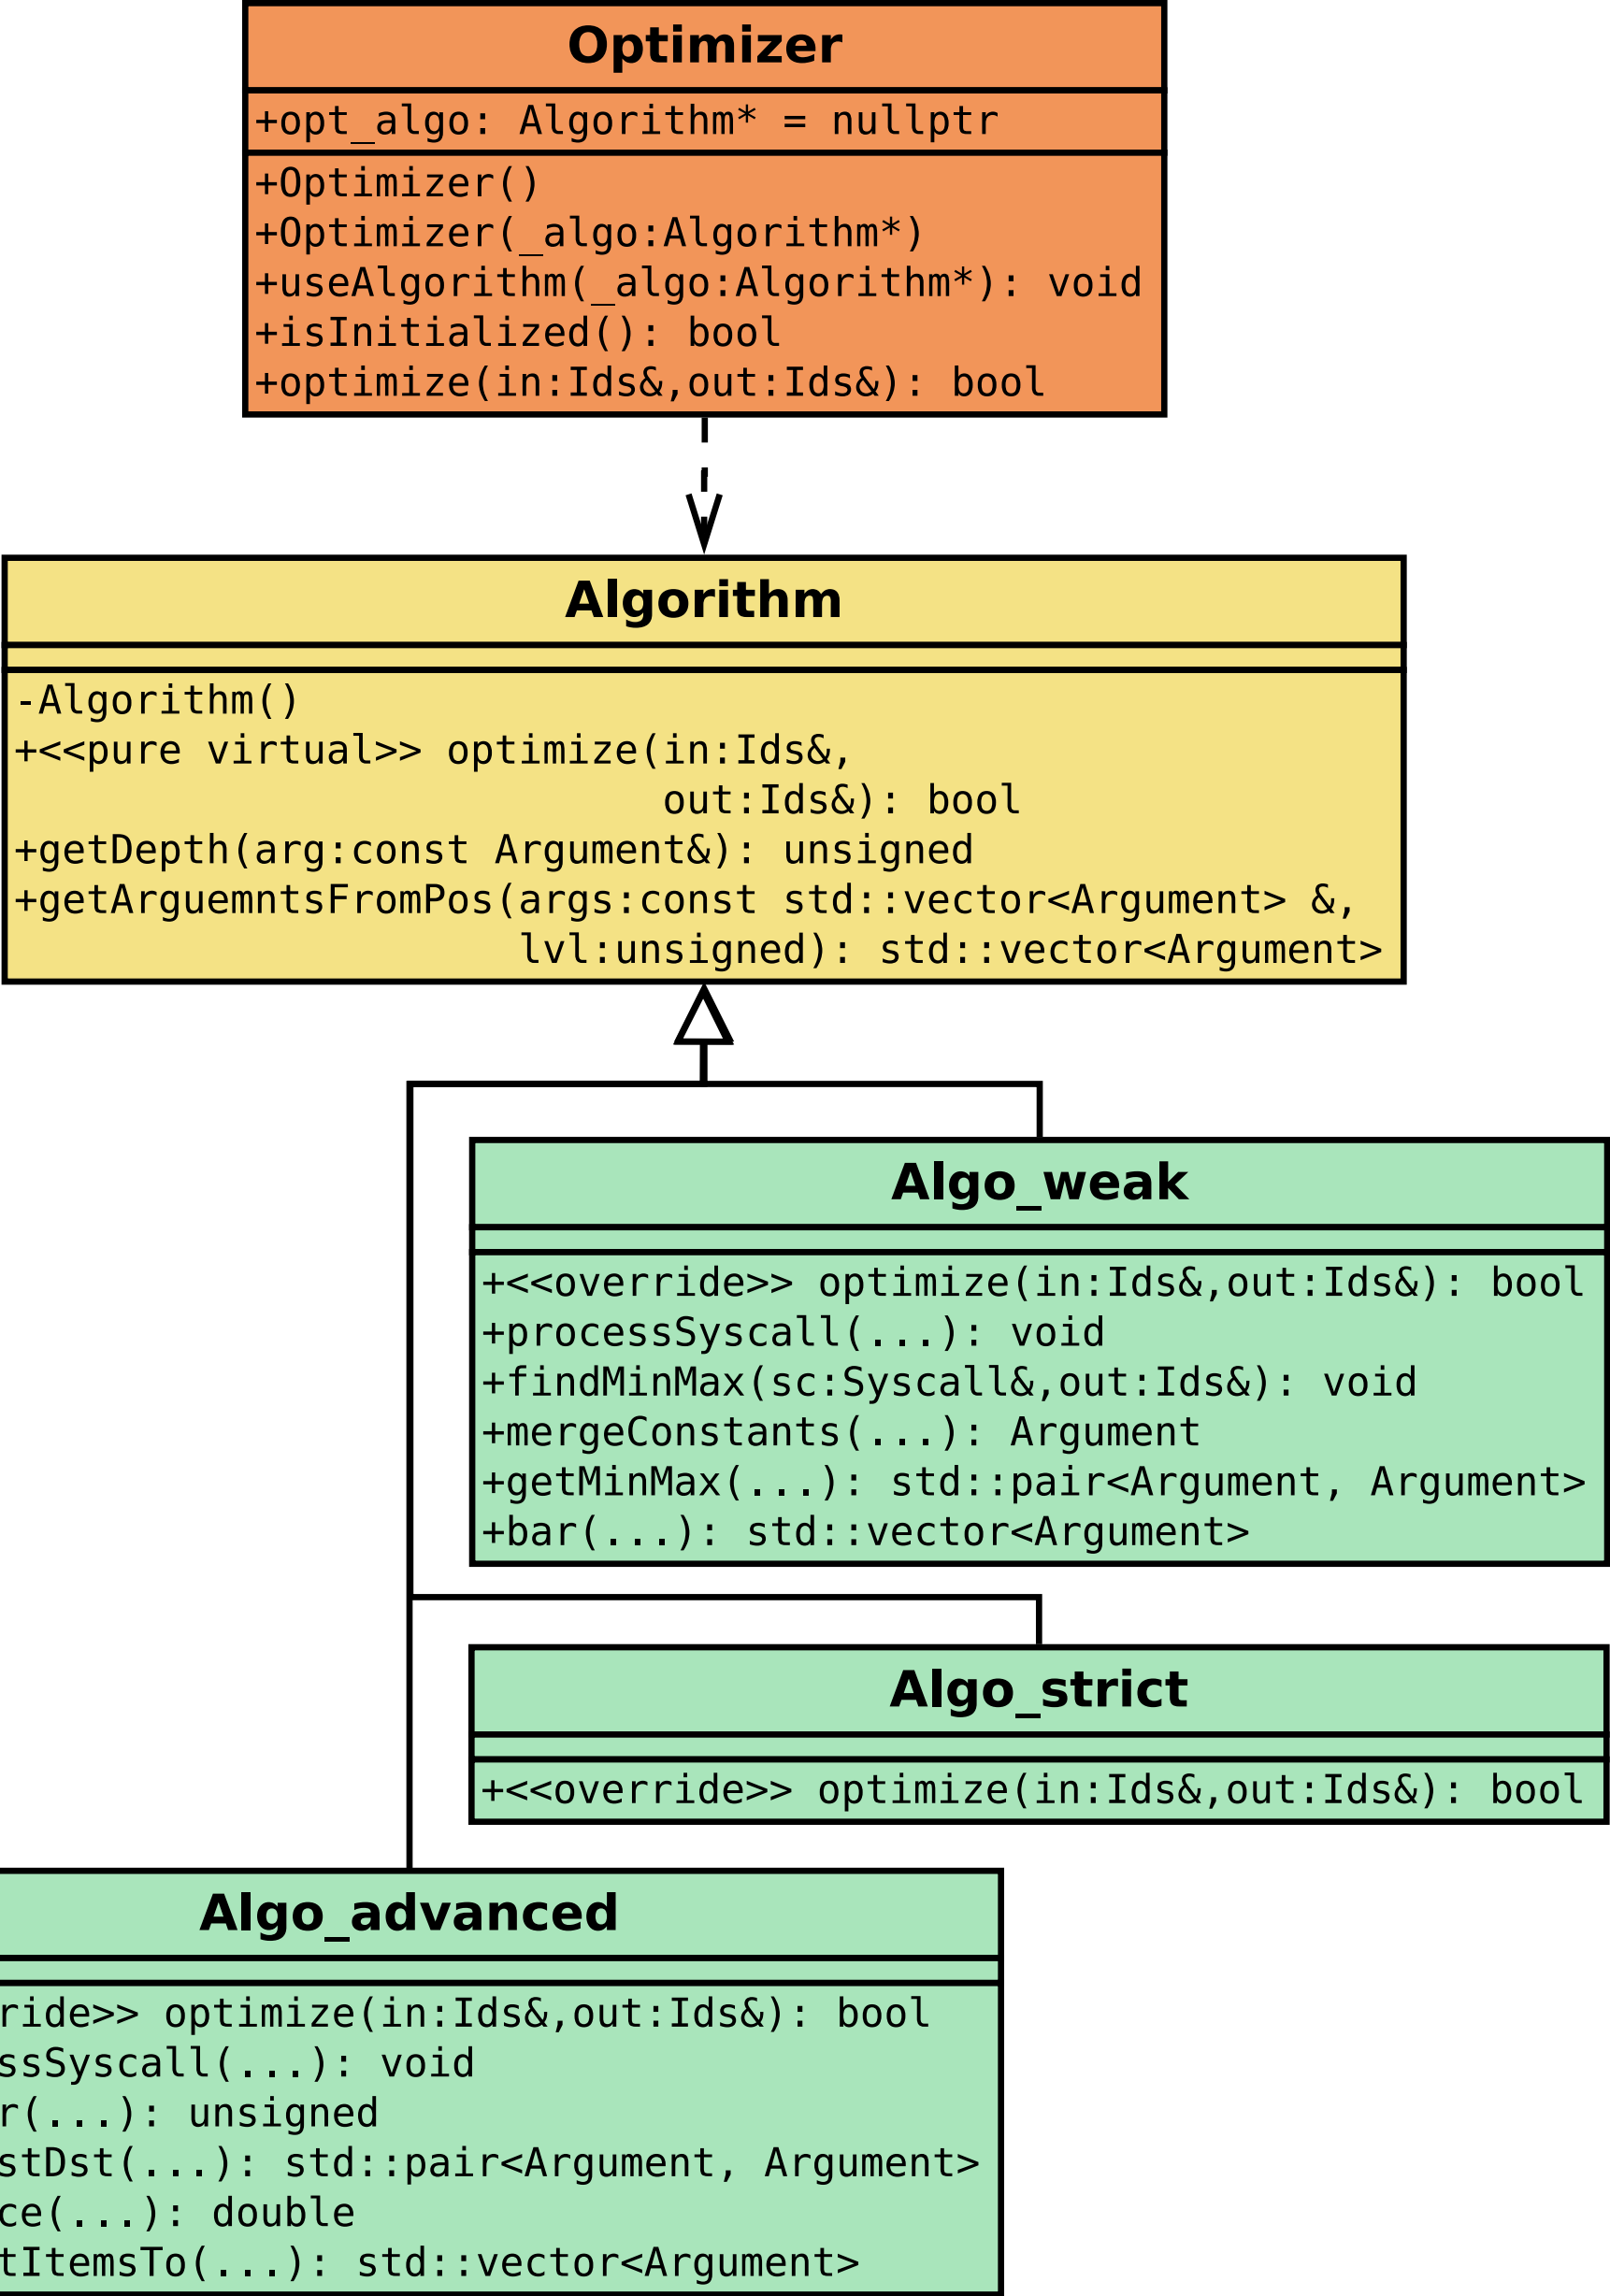 Optimizer
+opt_algo: Algorithm* = nullptr
+Optimizer()
+Optimizer(_algo:Algorithm*)
+useAlgorithm(_algo:Algorithm*): void
+isInitialized(): bool
+optimize(in:Ids&,out:Ids&): bool
Algorithm
-Algorithm()
+<<pure virtual>> optimize(in:Ids&,
out:Ids&): bool
+getDepth(arg:const Argument&): unsigned
+getArguemntsFromPos(args:const std::vector<Argument> &,
lvl:unsigned): std::vector<Argument>
Algo_weak
+<<override>> optimize(in:Ids&,out:Ids&): bool
+processSyscall(...): void
+findMinMax(sc:Syscall&,out:Ids&): void
+mergeConstants(...): Argument
+getMinMax(...): std::pair<Argument, Argument>
+bar(...): std::vector<Argument>
Algo_strict
+<<override>> optimize(in:Ids&,out:Ids&): bool
Algo_advanced
ride>> optimize(in:Ids&,out:Ids&): bool
ssSyscall(...): void
r(...): unsigned
stDst(...): std::pair<Argument, Argument>
ce(...): double
tItemsTo(...): std::vector<Argument>